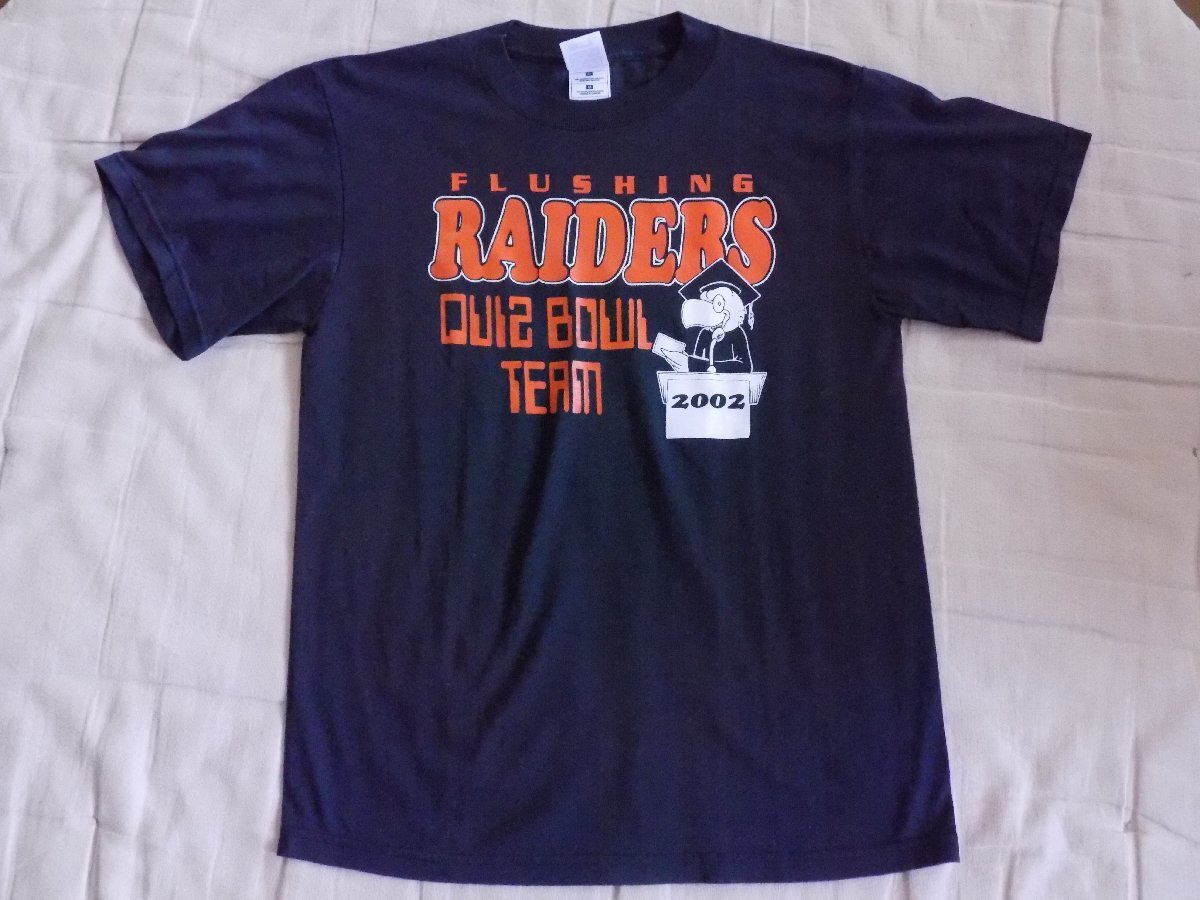 FLUSHING
RAIDERS
QUIZ BOWL
TEAM
2002